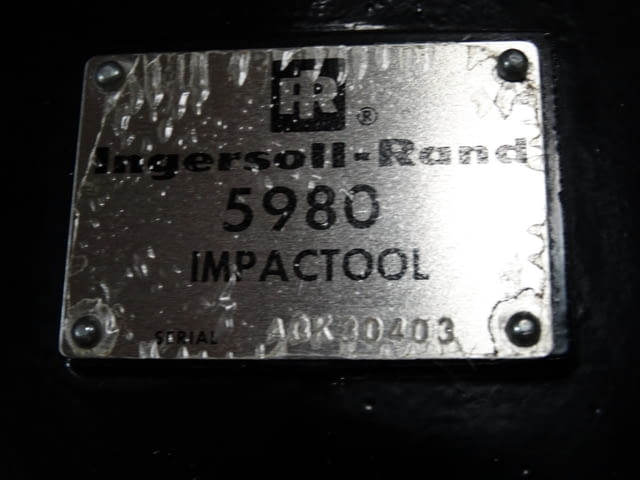 IR ®
Ingersoll-Rand
5980
IMPACTOOL
SERIAL